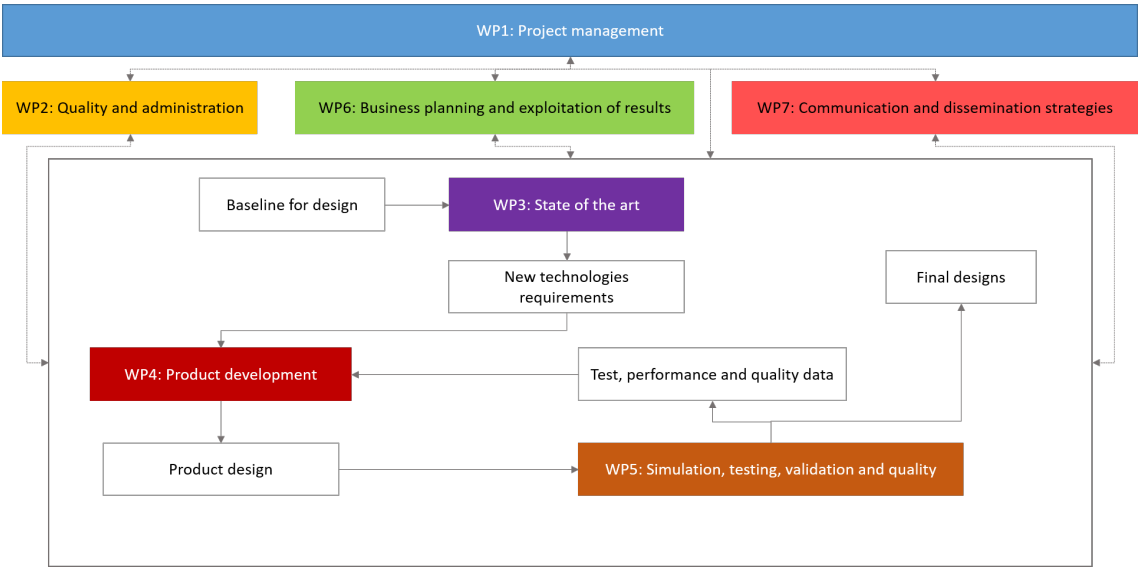 WP1: Project management
WP2: Quality and administration
WP6: Business planning and exploitation of results
WP7: Communication and dissemination strategies
Baseline for design
WP3: State of the art
New technologies
requirements
Final designs
WP4: Product development
Test, performance and quality data
Product design
WP5: Simulation, testing, validation and quality